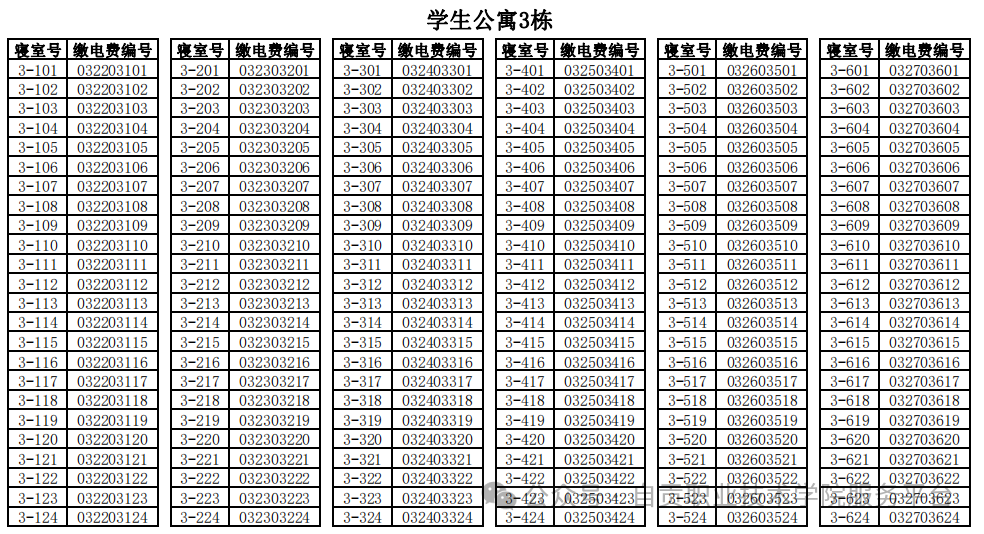 学生公寓3栋
寝室号 缴电费编号 寝室号 缴电费编号 寝室号 缴电费编号 寝室号 缴电费编号 寝室号 缴电费编号 寝室号 缴电费编号
3-101 032203101 3-201 032303201 3-301 032403301 3-401 032503401 3-501 032603501 3-601 032703601
3-102 032203102 3-202 032303202 3-302 032403302 3-402 032503402 3-502 032603502 3-602 032703602
3-103 032203103 3-203 032303203 3-303 032403303 3-403 032503403 3-503 032603503 3-603 032703603
3-104 032203104 3-204 032303204 3-304 032403304 3-404 032503404 3-504 032603504 3-604 032703604
3-105 032203105 3-205 032303205 3-305 032403305 3-405 032503405 3-505 032603505 3-605 032703605
3-106 032203106 3-206 032303206 3-306 032403306 3-406 032503406 3-506 032603506 3-606 032703606
3-107 032203107 3-207 032303207 3-307 032403307 3-407 032503407 3-507 032603507 3-607 032703607
3-108 032203108 3-208 032303208 3-308 032403308 3-408 032503408 3-508 032603508 3-608 032703608
3-109 032203109 3-209 032303209 3-309 032403309 3-409 032503409 3-509 032603509 3-609 032703609
3-110 032203110 3-210 032303210 3-310 032403310 3-410 032503410 3-510 032603510 3-610 032703610
3-111 032203111 3-211 032303211 3-311 032403311 3-411 032503411 3-511 032603511 3-611 032703611
3-112 032203112 3-212 032303212 3-312 032403312 3-412 032503412 3-512 032603512 3-612 032703612
3-113 032203113 3-213 032303213 3-313 032403313 3-413 032503413 3-513 032603513 3-613 032703613
3-114 032203114 3-214 032303214 3-314 032403314 3-414 032503414 3-514 032603514 3-614 032703614
3-115 032203115 3-215 032303215 3-315 032403315 3-415 032503415 3-515 032603515 3-615 032703615
3-116 032203116 3-216 032303216 3-316 032403316 3-416 032503416 3-516 032603516 3-616 032703616
3-117 032203117 3-217 032303217 3-317 032403317 3-417 032503417 3-517 032603517 3-617 032703617
3-118 032203118 3-218 032303218 3-318 032403318 3-418 032503418 3-518 032603518 3-618 032703618
3-119 032203119 3-219 032303219 3-319 032403319 3-419 032503419 3-519 032603519 3-619 032703619
3-120 032203120 3-220 032303220 3-320 032403320 3-420 032503420 3-520 032603520 3-620 032703620
3-121 032203121 3-221 032303221 3-321 032403321 3-421 032503421 3-521 032603521 3-621 032703621
3-122 032203122 3-222 032303222 3-322 032403322 3-422 032503422 3-522 032603522 3-622 032703622
3-123 032203123 3-223 032303223 3-323 032403323 3-423 032503423 3-523 032603523 3-623 032703623
3-124 032203124 3-224 032303224 3-324 032403324 3-424 032503424 3-524 032603524 3-624 032703624
公众号 · 自贡职业技术学院服务平台